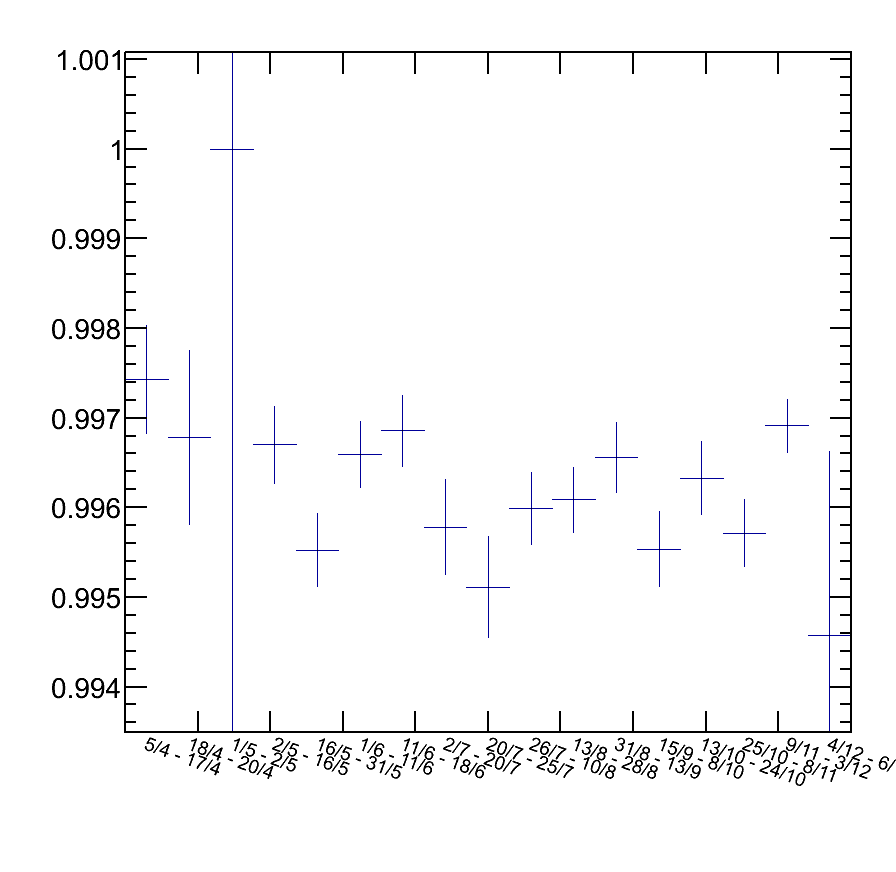 1.001
1
0.999
0.998
0.997
0.996
0.995
0.994
5/4 - 17/4
18/4 - 20/4
1/5 - 2/5
2/5 - 16/5
16/5 - 31/5
1/6 - 11/6
11/6 - 18/6
2/7 - 20/7
20/7 - 25/7
26/7 - 10/8
13/8 - 28/8
31/8 - 13/9
15/9 - 8/10
13/10 - 24/10
25/10 - 8/11
9/11 - 3/12
4/12 - 6/